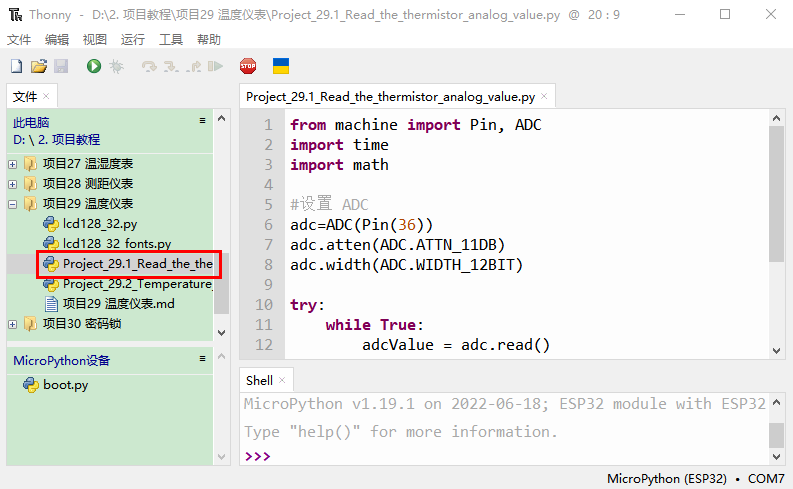 Thonny - D:\2. 项目教程\项目29 温度仪表\Project_29.1_Read_the_thermistor_analog_value.py @ 20 : 9
文件 编辑 视图 运行 工具 帮助
STOP
文件
此电脑
D: \ 2. 项目教程
项目27 温湿度表
项目28 测距仪表
项目29 温度仪表
lcd128_32.py
lcd128_32_fonts.py
Project_29.1_Read_the_the
Project_29.2_Temperature_
项目29 温度仪表.md
项目30 密码锁
MicroPython设备
boot.py
Project_29.1_Read_the_thermistor_analog_value.py
1 from machine import Pin, ADC
2 import time
3 import math
4
5 #设置 ADC
6 adc=ADC(Pin(36))
7 adc.atten(ADC.ATTN_11DB)
8 adc.width(ADC.WIDTH_12BIT)
9
10 try:
11 while True:
12 adcValue = adc.read()
Shell
MicroPython v1.19.1 on 2022-06-18; ESP32 module with ESP32
Type "help()" for more information.
>>>
MicroPython (ESP32) • COM7